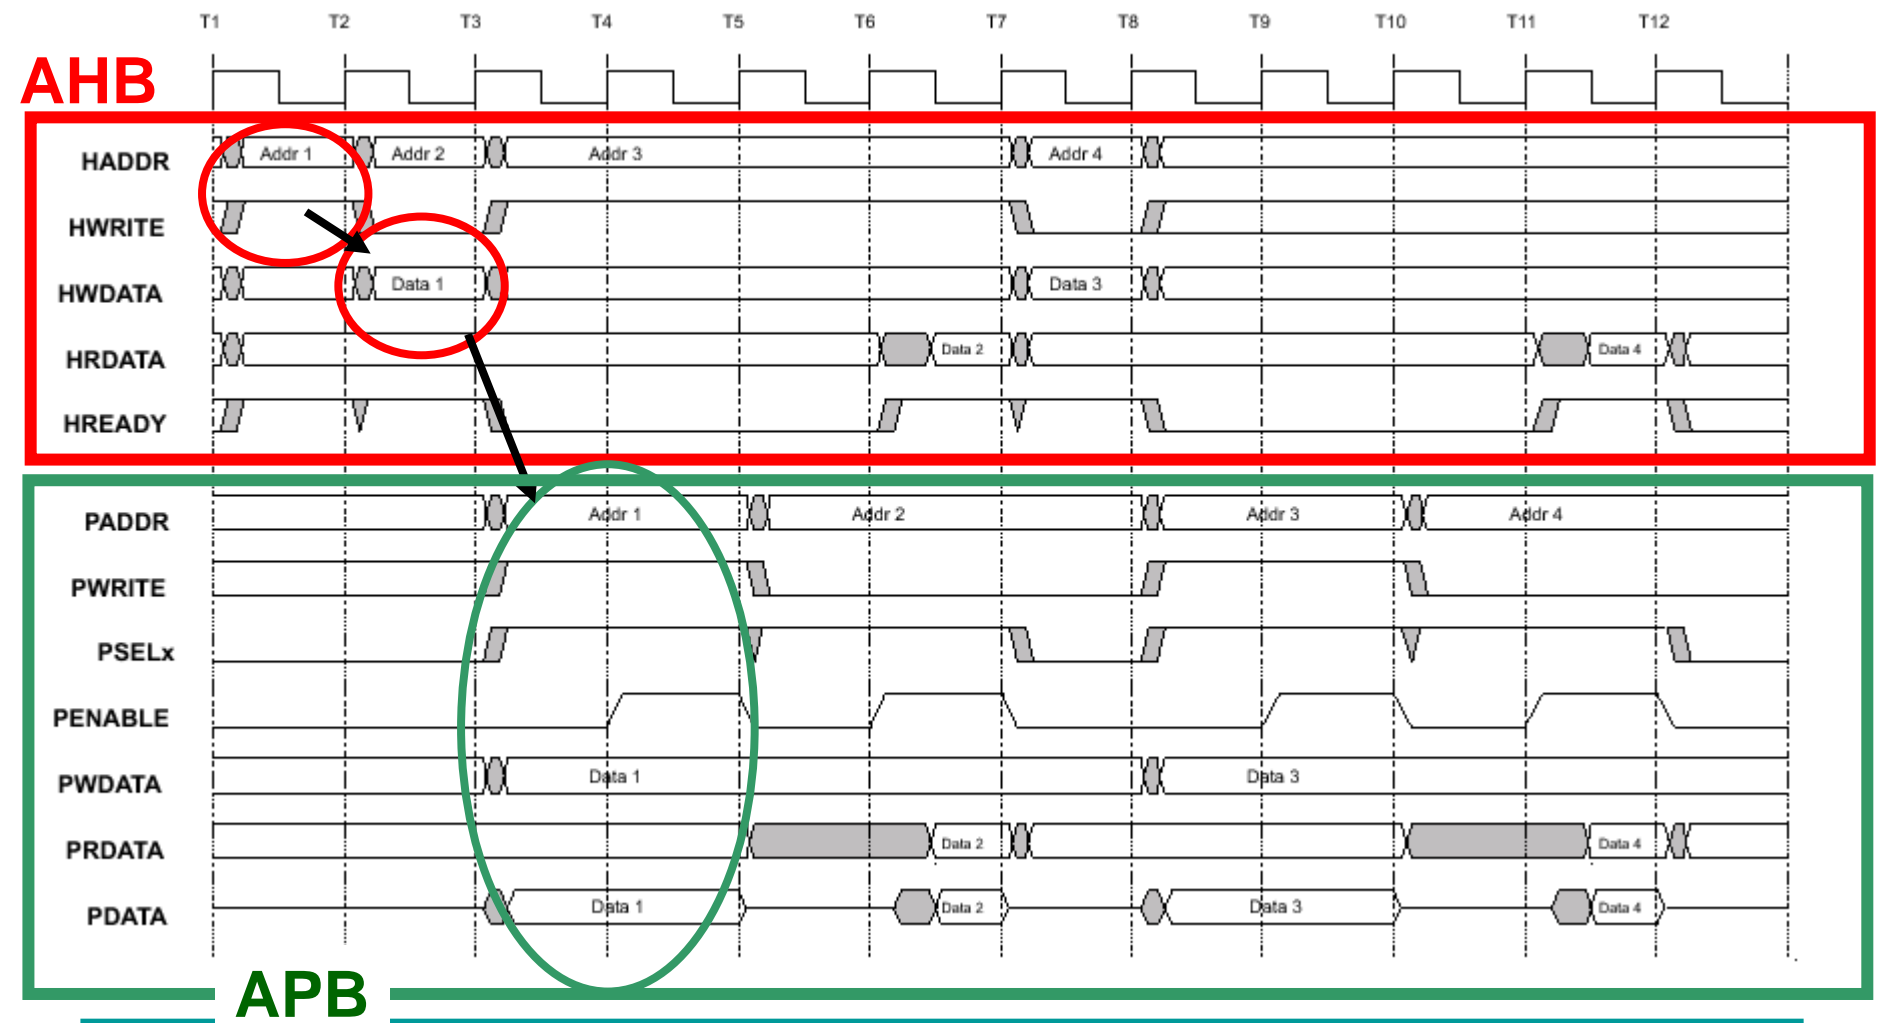 T1 T2 T3 T4 T5 T6 T7 T8 T9 T10 T11 T12
AHB
HADDR Addr 1 Addr 2 Addr 3 Addr 4
HWRITE
HWDATA Data 1 Data 3
HRDATA Data 2 Data 4
HREADY
PADDR Addr 1 Addr 2 Addr 3 Addr 4
PWRITE
PSELx
PENABLE
PWDATA Data 1 Data 3
PRDATA Data 2 Data 4
PDATA Data 1 Data 2 Data 3 Data 4
APB